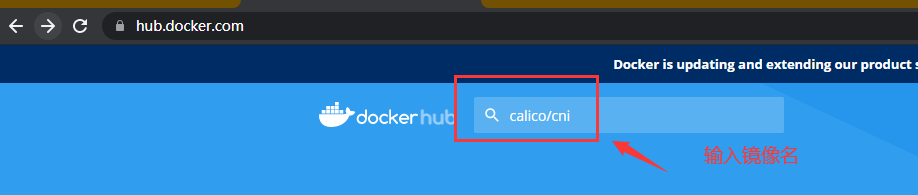 hub.docker.com
Docker is updating and extending our product s
dockerhub
calico/cni
输入镜像名